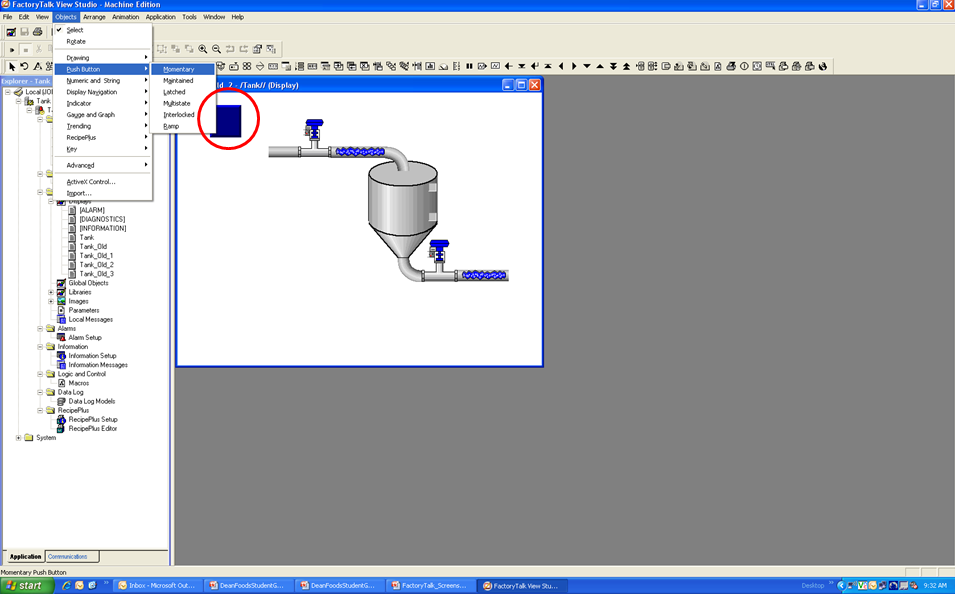 FactoryTalk View Studio - Machine Edition
File Edit View Objects Arrange Animation Application Tools Window Help
Select
Rotate
Drawing
Push Button
Numeric and String
Display Navigation
Indicator
Gauge and Graph
Trending
RecipePlus
Key
Advanced
ActiveX Control...
Import...
Momentary
Maintained
Latched
Multistate
Interlocked
Ramp
Old_2 - /Tank// (Display)
Explorer - Tank
Tank
Displays
[ALARM]
[DIAGNOSTICS]
[INFORMATION]
Tank
Tank_Old
Tank_Old_1
Tank_Old_2
Tank_Old_3
Global Objects
Libraries
Images
Parameters
Local Messages
Alarms
Alarm Setup
Information
Information Setup
Information Messages
Logic and Control
Macros
Data Log
Data Log Models
RecipePlus
RecipePlus Setup
RecipePlus Editor
System
Application Communications
Momentary Push Button
start Inbox - Microsoft Out... DeanFoodsStudentG... DeanFoodsStudentG... FactoryTalk_Screens... FactoryTalk View Stu... Desktop 9:32 AM